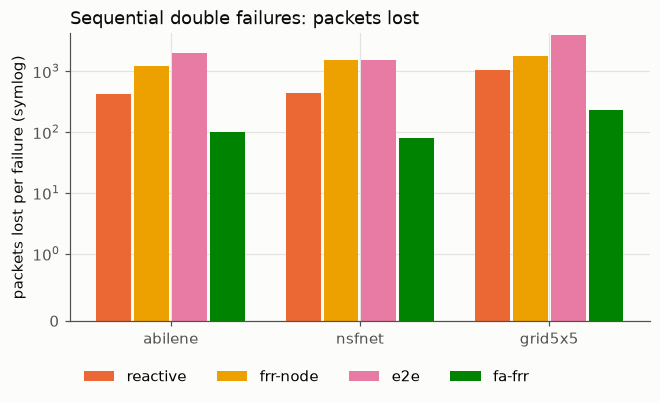 Sequential double failures: packets lost
packets lost per failure (symlog)
10³
10²
10¹
10⁰
0
abilene nsfnet grid5x5
reactive frr-node e2e fa-frr